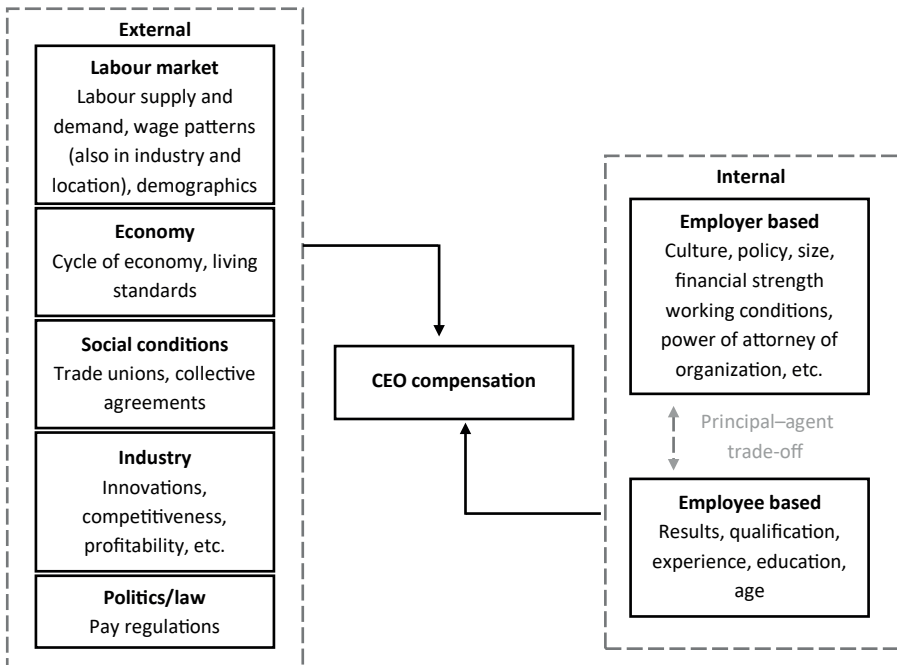 External
Labour market
Labour supply and
demand, wage patterns
(also in industry and
location), demographics
Economy
Cycle of economy, living
standards
Social conditions
Trade unions, collective
agreements
Industry
Innovations,
competitiveness,
profitability, etc.
Politics/law
Pay regulations
CEO compensation
Internal
Employer based
Culture, policy, size,
financial strength
working conditions,
power of attorney of
organization, etc.
Principal–agent
trade-off
Employee based
Results, qualification,
experience, education,
age